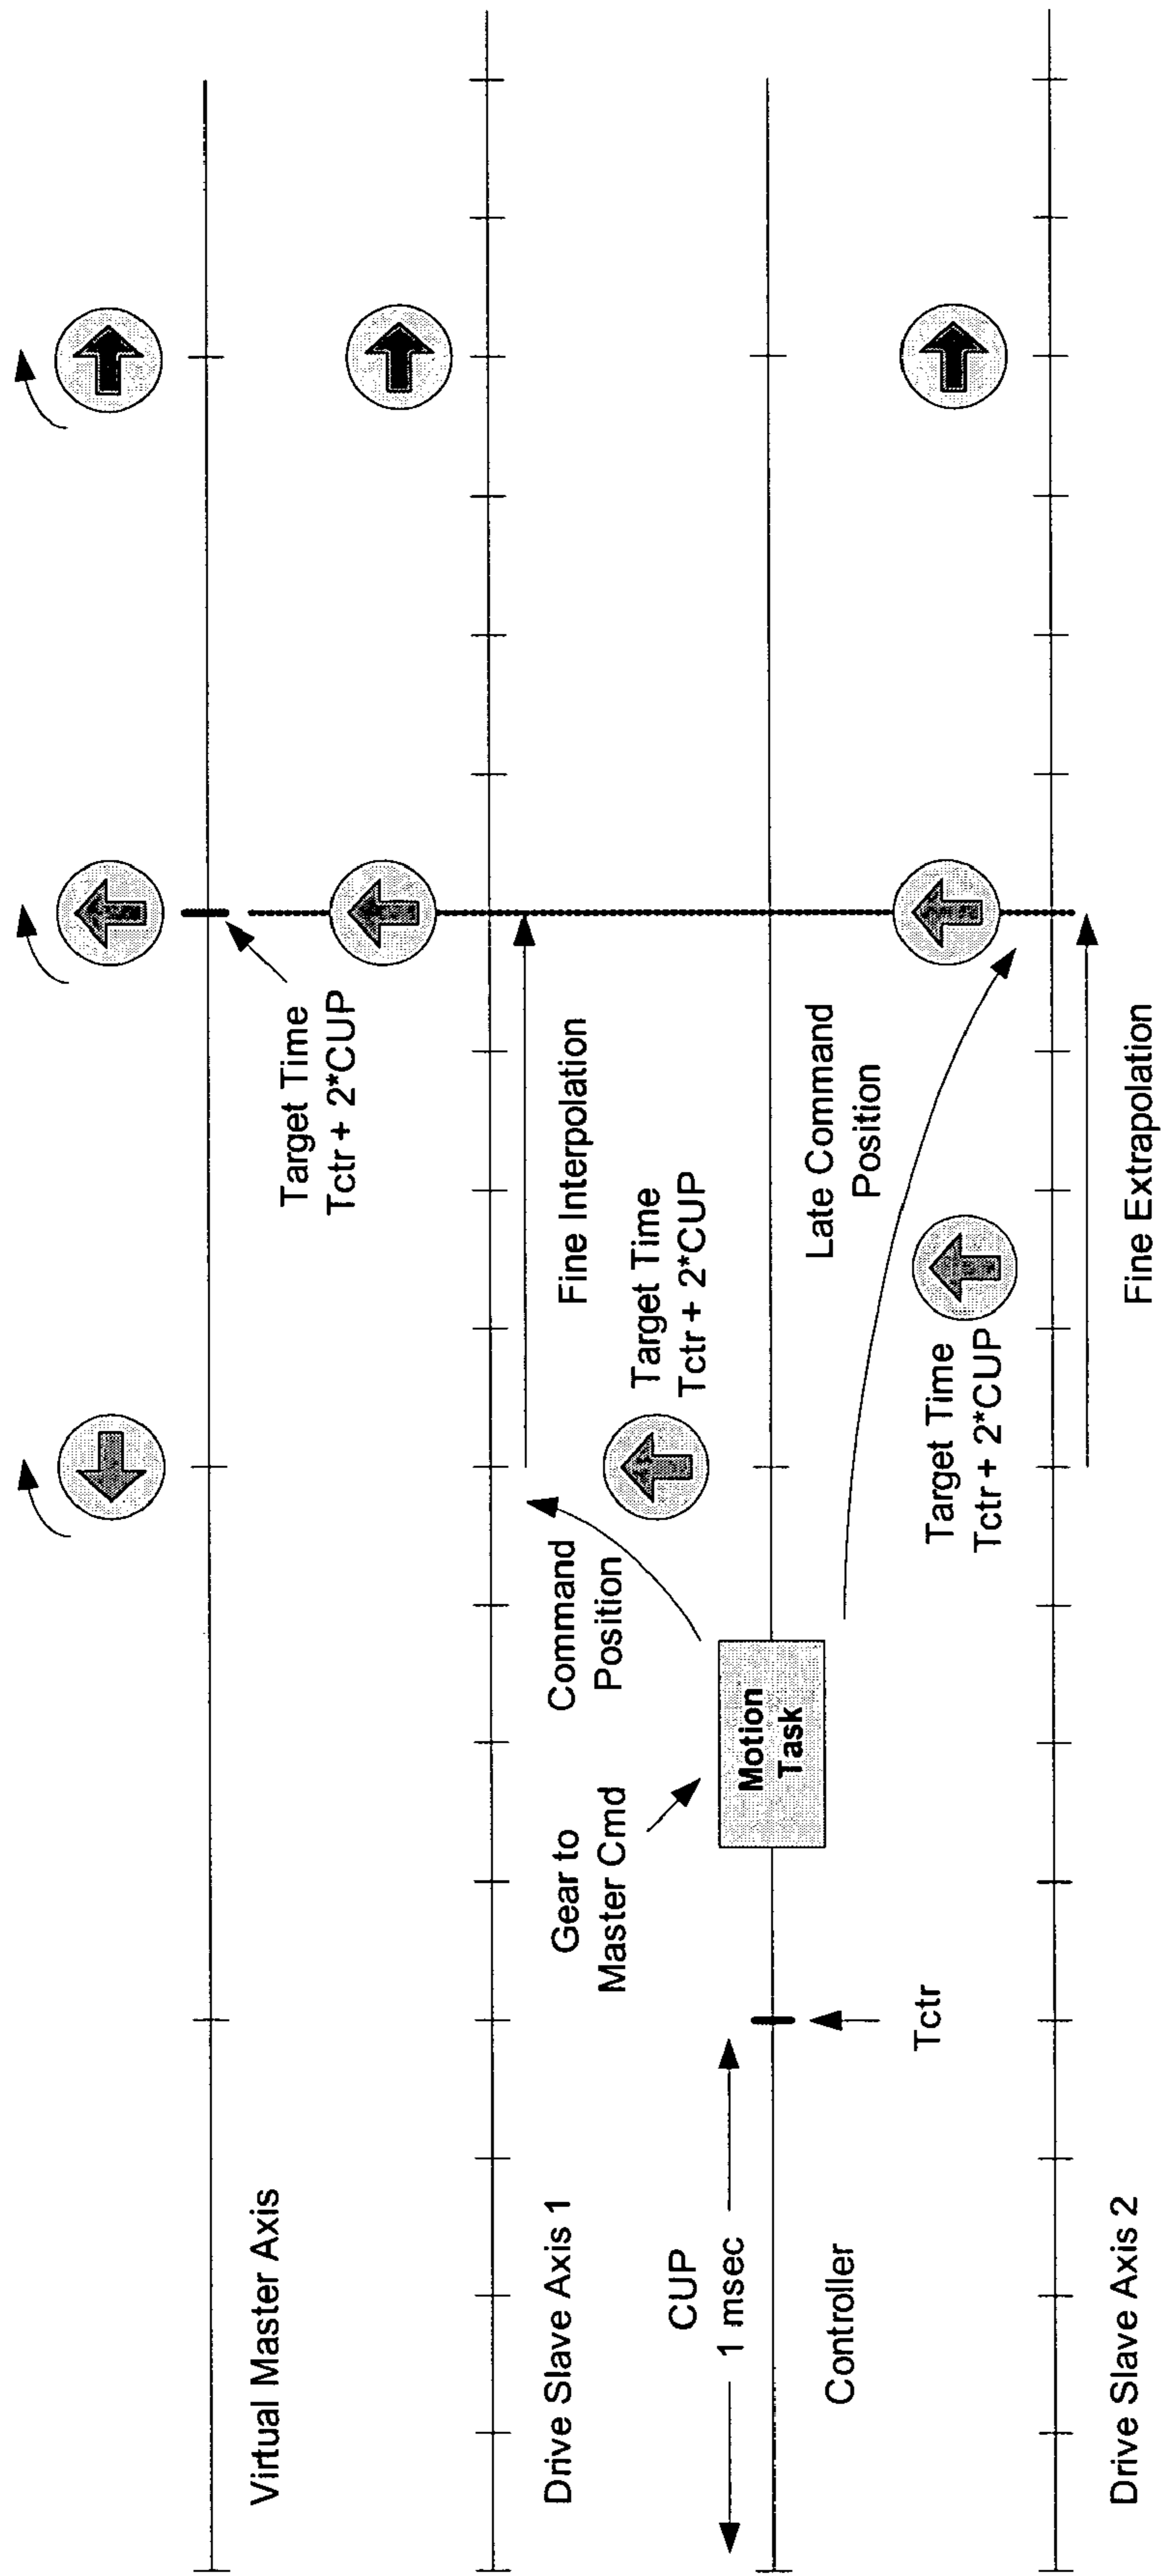 Virtual Master Axis
Target Time
Tctr + 2*CUP
Drive Slave Axis 1
Gear to
Master Cmd
Command
Position
Fine Interpolation
Target Time
Tctr + 2*CUP
CUP
1 msec
Motion
Task
Controller
Tctr
Late Command
Position
Target Time
Tctr + 2*CUP
Drive Slave Axis 2
Fine Extrapolation